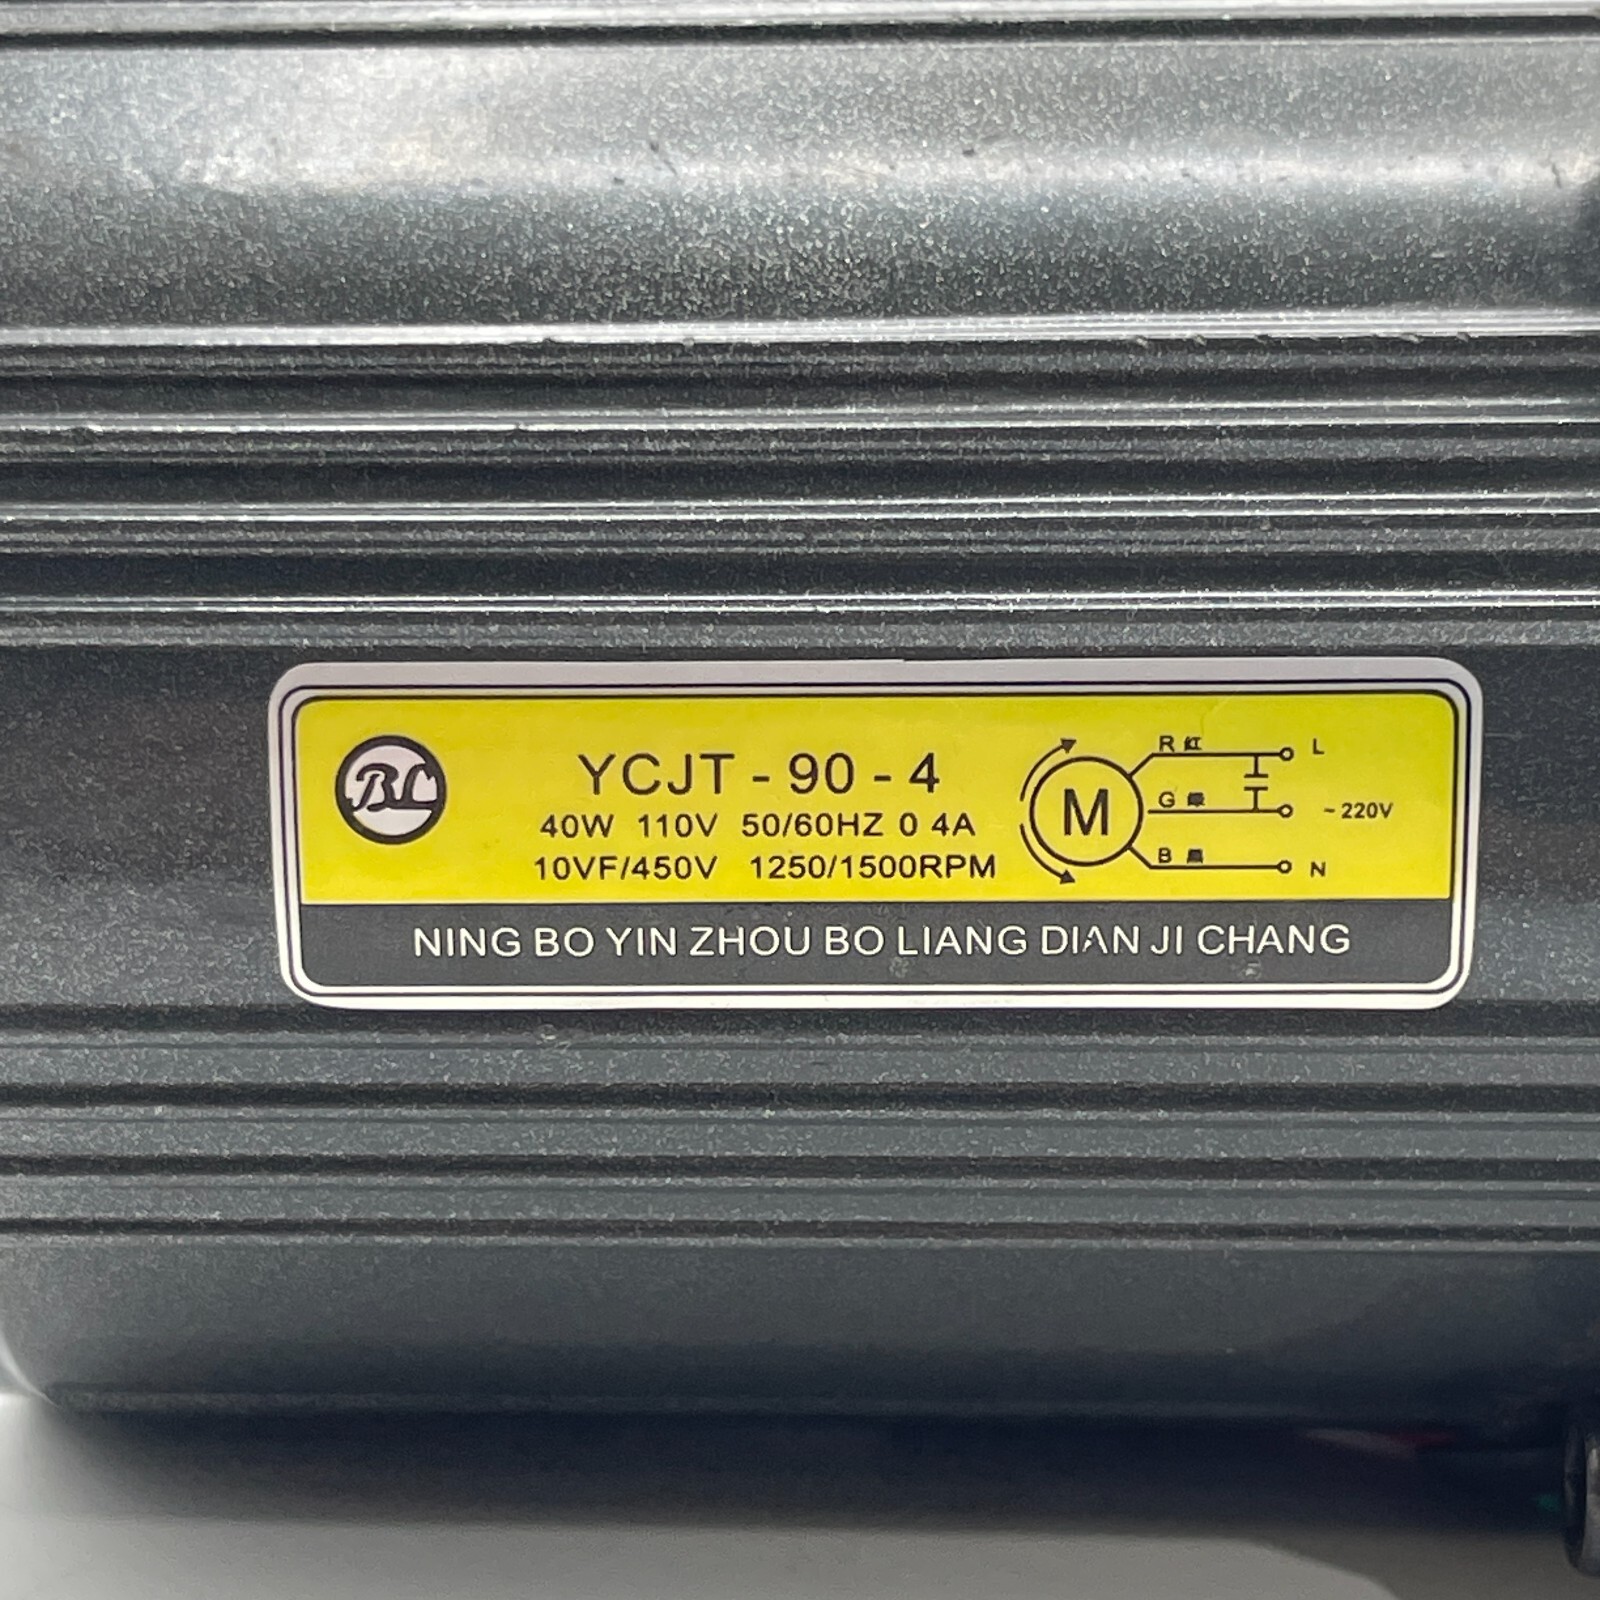 BL
YCJT - 90 - 4
40W 110V 50/60HZ 0 4A
10VF/450V 1250/1500RPM
M
R 红 L
G ~220V
B N
NING BO YIN ZHOU BO LIANG DIAN JI CHANG